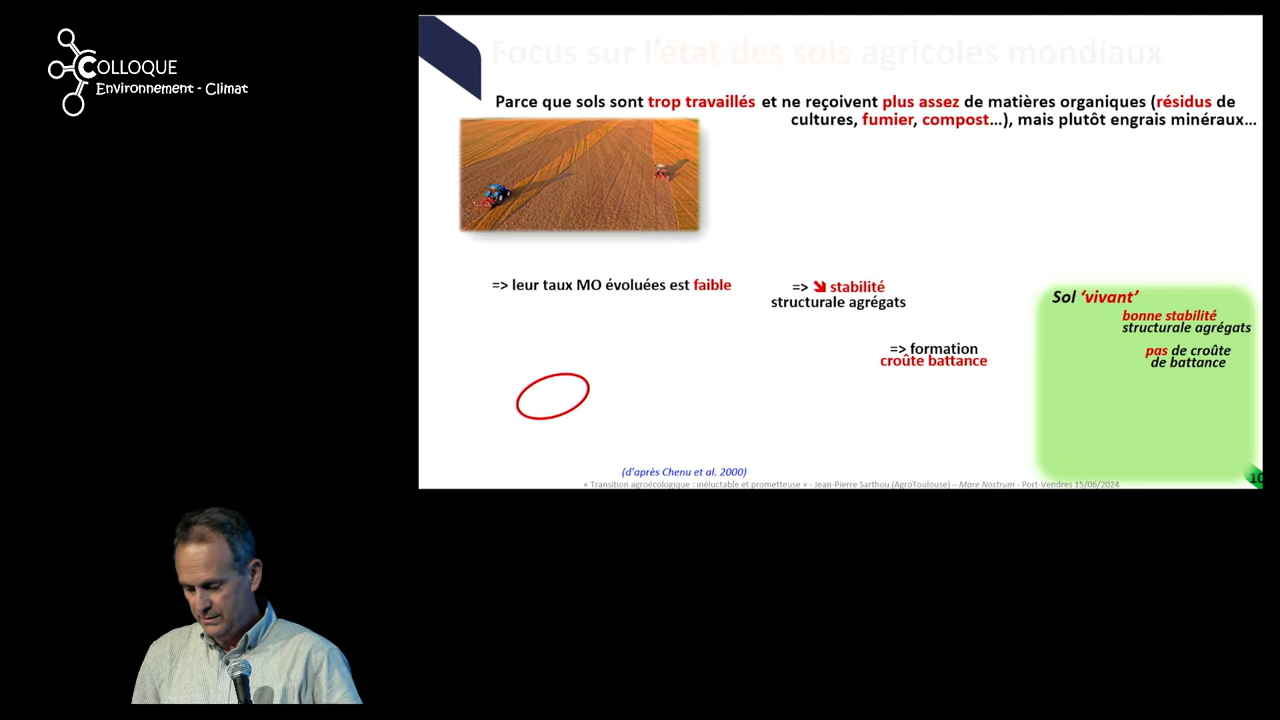 COLLOQUE
Environnement - Climat
Focus sur l'état des sols agricoles mondiaux
Parce que sols sont trop travaillés et ne reçoivent plus assez de matières organiques (résidus de
cultures, fumier, compost…), mais plutôt engrais minéraux…
=> leur taux MO évoluées est faible
=> ➘ stabilité
structurale agrégats
=> formation
croûte battance
Sol ‘vivant’
bonne stabilité
structurale agrégats
pas de croûte
de battance
(d’après Chenu et al. 2000)
« Transition agroécologique : inéluctable et prometteuse » - Jean-Pierre Sarthou (AgroToulouse) – Mare Nostrum - Port-Vendres 15/06/2024
10